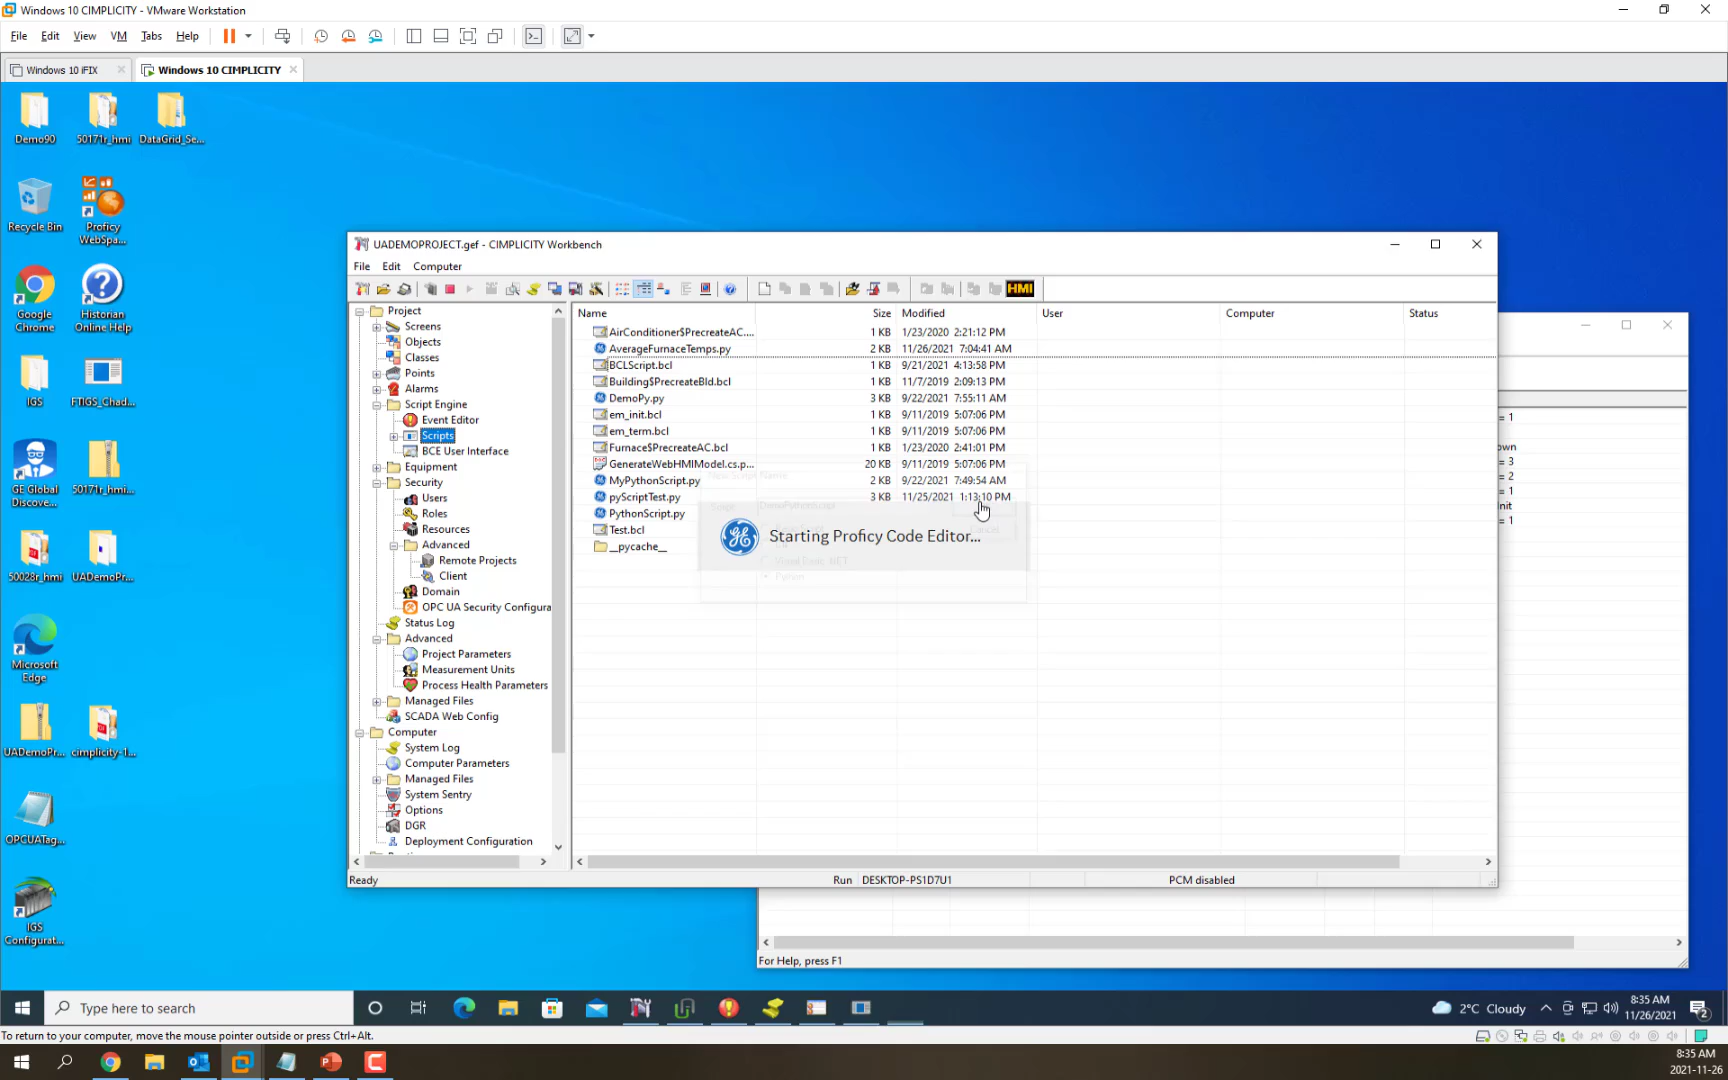 Windows 10 CIMPLICITY - VMware Workstation
File Edit View VM Tabs Help
Windows 10 iFIX
Windows 10 CIMPLICITY
Demo90
50171r_hmi
DataGrid_Se...
Recycle Bin
Proficy
WebSpa...
Google
Chrome
Historian
Online Help
IGS
FTIGS_Chad...
GE Global
Discove...
50171r_hmi...
50028r_hmi
UADemoPr...
Microsoft
Edge
UADemoPr...
cimplicity-1...
OPCUATag...
IGS
Configurat...
UADEMOPROJECT.gef - CIMPLICITY Workbench
File Edit Computer
HMI
Project
Screens
Objects
Classes
Points
Alarms
Script Engine
Event Editor
Scripts
BCE User Interface
Equipment
Security
Users
Roles
Resources
Advanced
Remote Projects
Client
Domain
OPC UA Security Configura
Status Log
Advanced
Project Parameters
Measurement Units
Process Health Parameters
Managed Files
SCADA Web Config
Computer
System Log
Computer Parameters
Managed Files
System Sentry
Options
DGR
Deployment Configuration
Name Size Modified User Computer Status
AirConditioner$PrecreateAC.... 1 KB 1/23/2020 2:21:12 PM
AverageFurnaceTemps.py 2 KB 11/26/2021 7:04:41 AM
BCLScript.bcl 1 KB 9/21/2021 4:13:58 PM
Building$PrecreateBld.bcl 1 KB 11/7/2019 2:09:13 PM
DemoPy.py 3 KB 9/22/2021 7:55:11 AM
em_init.bcl 1 KB 9/11/2019 5:07:06 PM
em_term.bcl 1 KB 9/11/2019 5:07:06 PM
Furnace$PrecreateAC.bcl 1 KB 1/23/2020 2:41:01 PM
GenerateWebHMIModel.cs.p... 20 KB 9/11/2019 5:07:06 PM
MyPythonScript.py 2 KB 9/22/2021 7:49:54 AM
pyScriptTest.py 3 KB 11/25/2021 1:13:10 PM
PythonScript.py
Test.bcl
__pycache__
Starting Proficy Code Editor...
Cancel
Visual Basic .NET
Python
= 1
own
= 3
= 2
= 1
Init
= 1
Ready Run DESKTOP-PS1D7U1 PCM disabled
For Help, press F1
Type here to search
2°C Cloudy
8:35 AM
11/26/2021
2
To return to your computer, move the mouse pointer outside or press Ctrl+Alt.
8:35 AM
2021-11-26